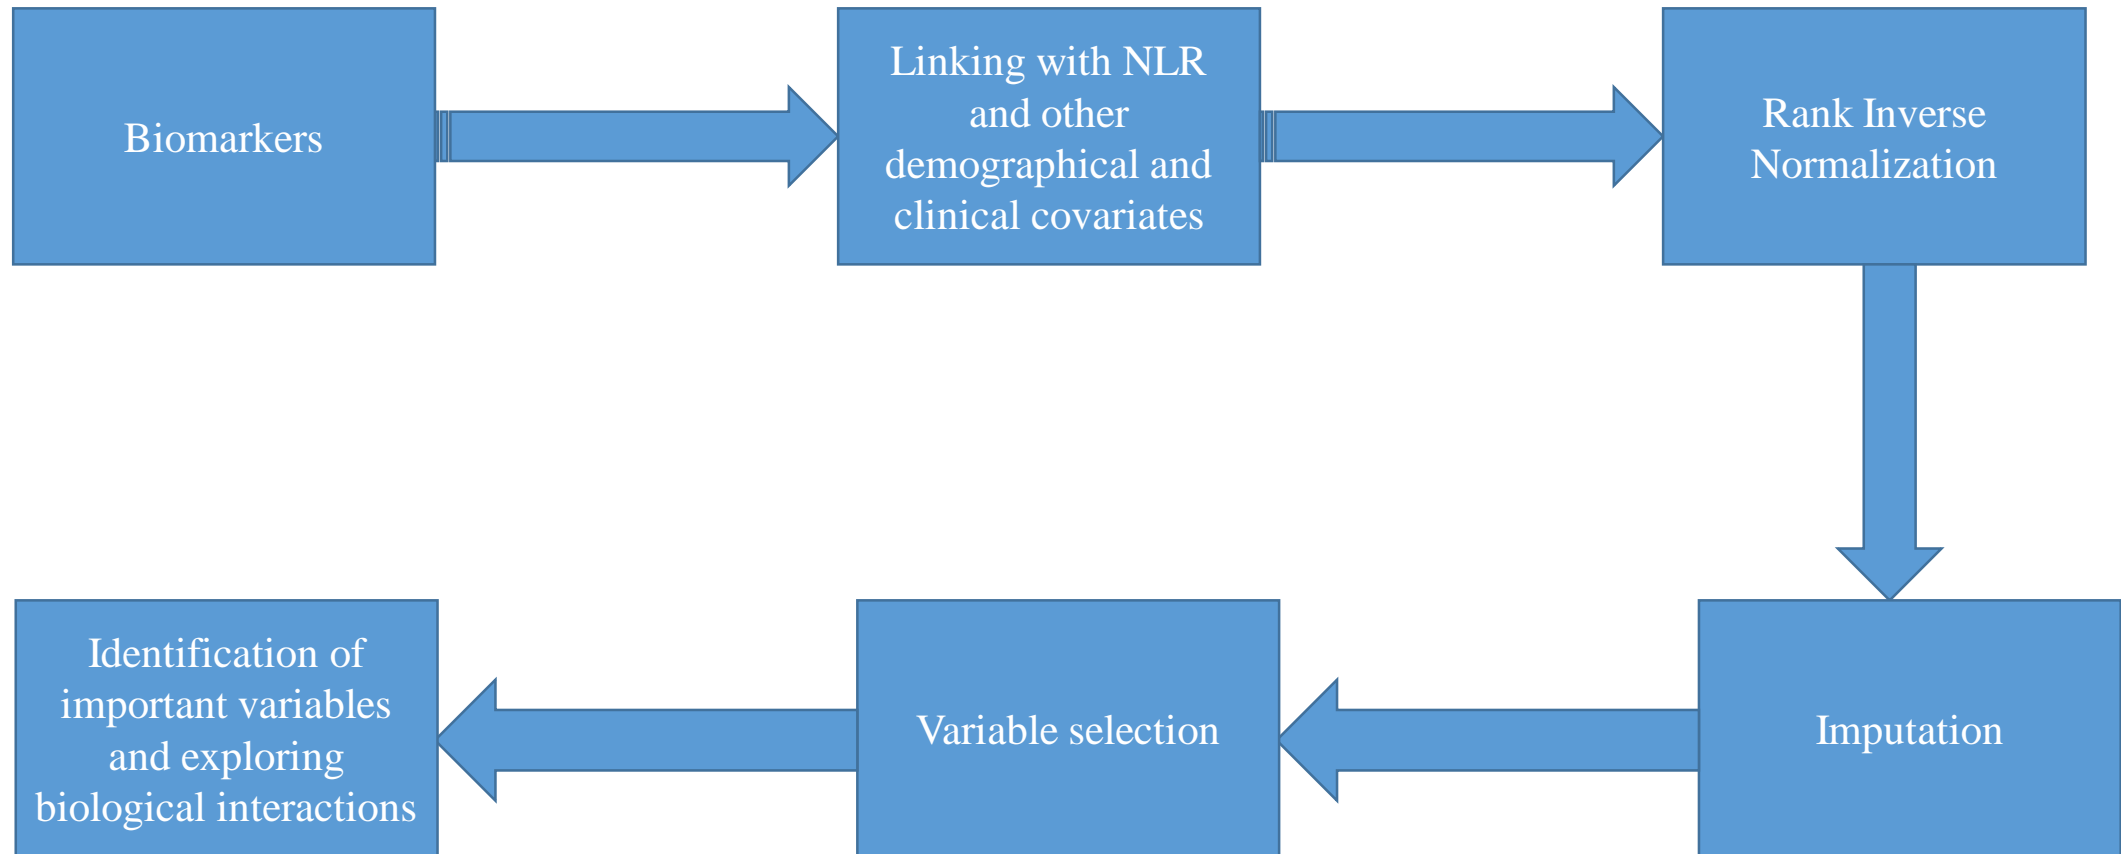 Biomarkers
Linking with NLR
and other
demographical and
clinical covariates
Rank Inverse
Normalization
Identification of
important variables
and exploring
biological interactions
Variable selection
Imputation